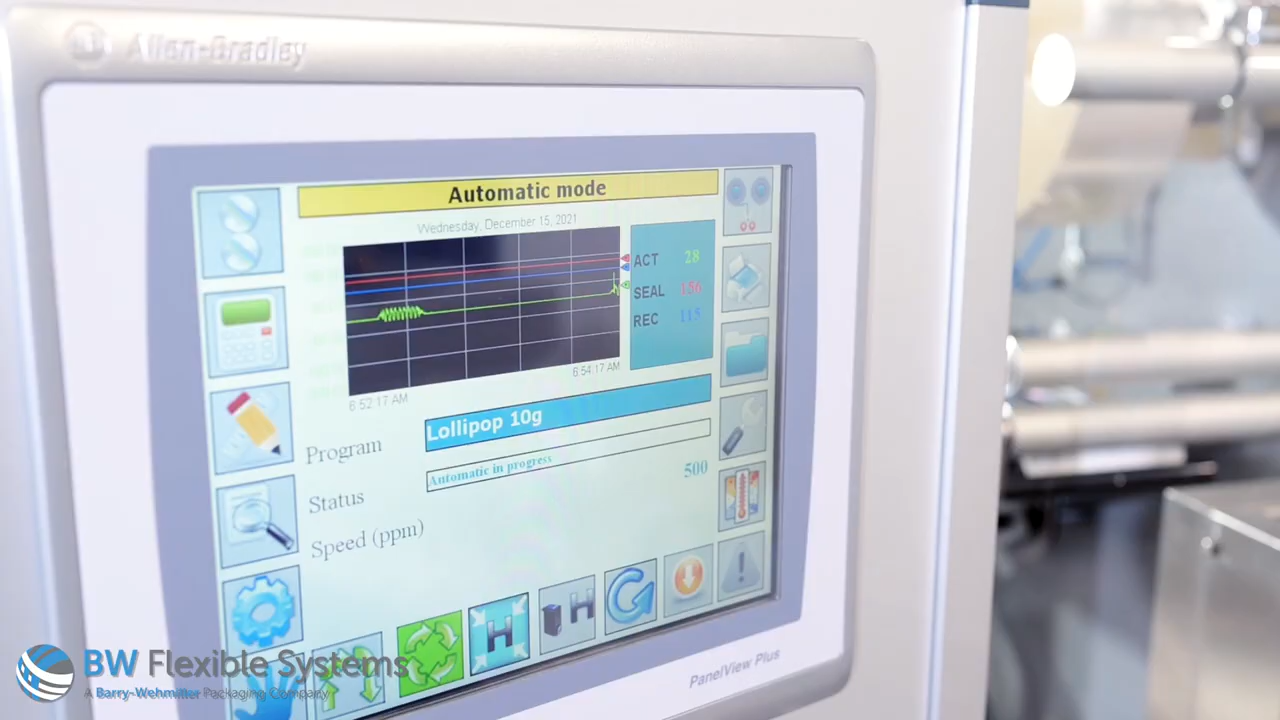 Allen-Bradley
Automatic mode
Wednesday, December 15, 2021
ACT 28
SEAL 156
REC 115
6:52:17 AM
6:54:17 AM
Program Lollipop 10g
Status Automatic in progress
Speed (ppm) 500
H
H
PanelView Plus
BW Flexible Systems
A Barry-Wehmiller Packaging Company